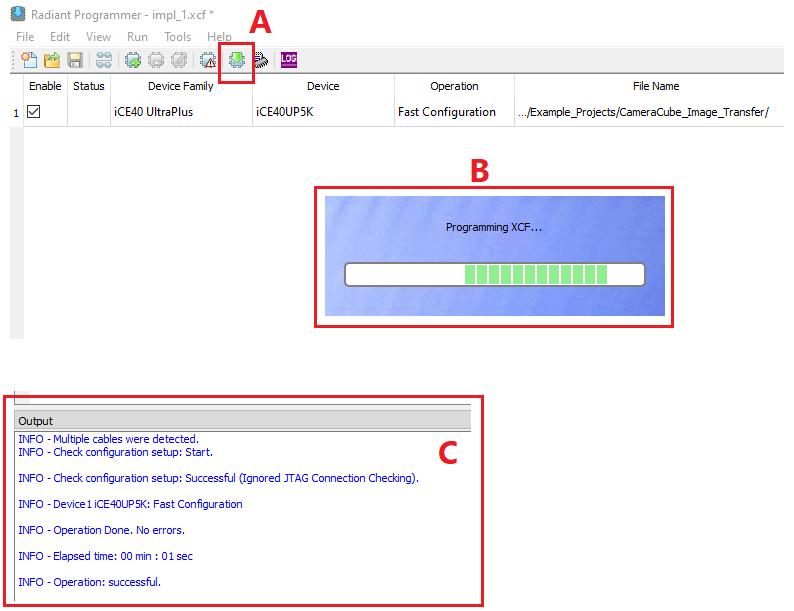 Radiant Programmer - impl_1.xcf *
A
File Edit View Run Tools Help
LOG
Enable Status Device Family Device Operation File Name
1 iCE40 UltraPlus iCE40UP5K Fast Configuration .../Example_Projects/CameraCube_Image_Transfer/
B
Programming XCF...
Output
C
INFO - Multiple cables were detected.
INFO - Check configuration setup: Start.
INFO - Check configuration setup: Successful (Ignored JTAG Connection Checking).
INFO - Device1 iCE40UP5K: Fast Configuration
INFO - Operation Done. No errors.
INFO - Elapsed time: 00 min : 01 sec
INFO - Operation: successful.